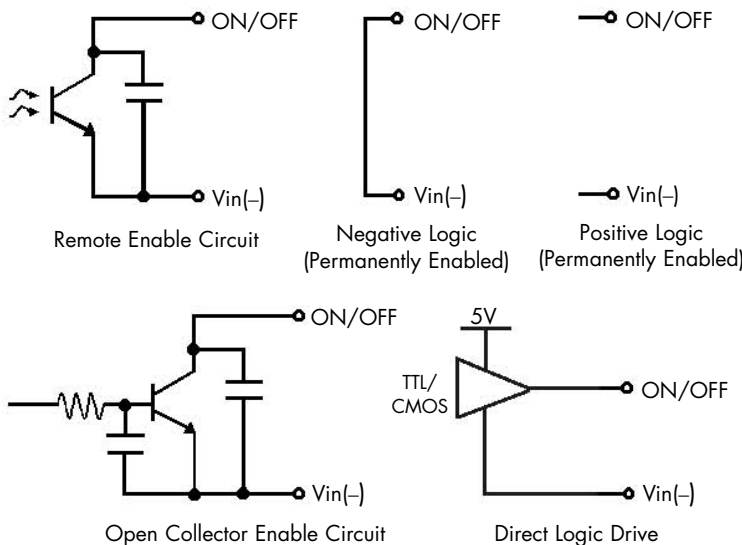 ON/OFF
Vin(–)
Remote Enable Circuit
ON/OFF
Vin(–)
Negative Logic
(Permanently Enabled)
ON/OFF
Vin(–)
Positive Logic
(Permanently Enabled)
ON/OFF
Vin(–)
Open Collector Enable Circuit
5V
TTL/
CMOS
ON/OFF
Vin(–)
Direct Logic Drive